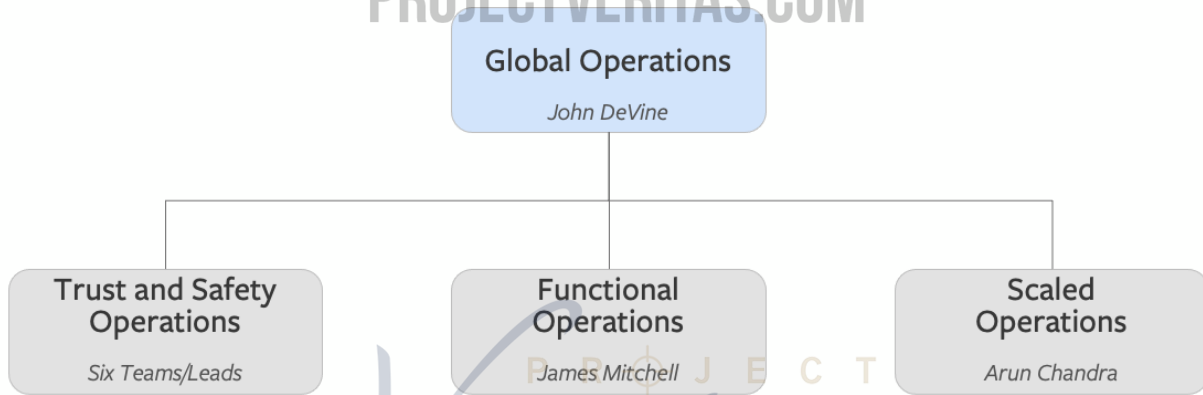 PROJECTVERITAS.COM
Global Operations
John DeVine
Trust and Safety
Operations
Six Teams/Leads
Functional
Operations
James Mitchell
Scaled
Operations
Arun Chandra
PROJECT